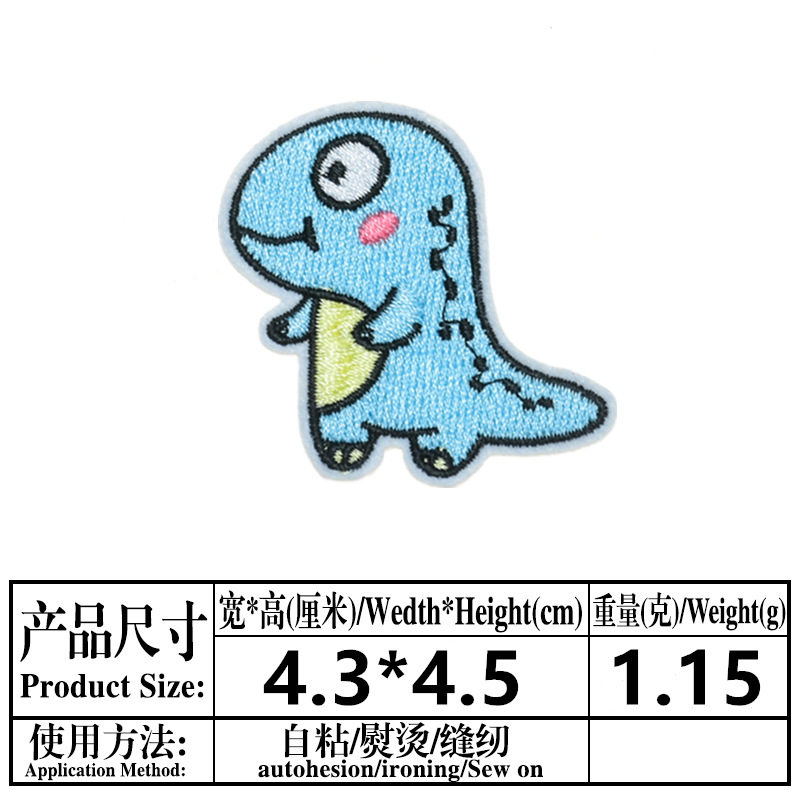 产品尺寸
Product Size:
宽*高(厘米)/Wedth*Height(cm)
重量(克)/Weight(g)
4.3*4.5
1.15
使用方法:
Application Method:
自粘/熨烫/缝纫
autohesion/ironing/Sew on